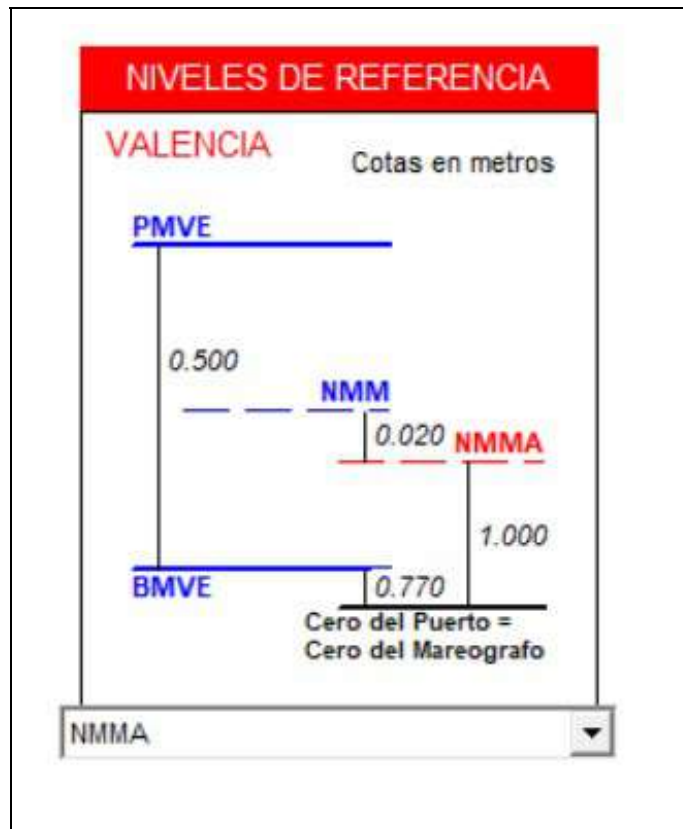 NIVELES DE REFERENCIA
VALENCIA
Cotas en metros
PMVE
0.500
NMM
0.020
NMMA
1.000
BMVE
0.770
Cero del Puerto =
Cero del Mareografo
NMMA